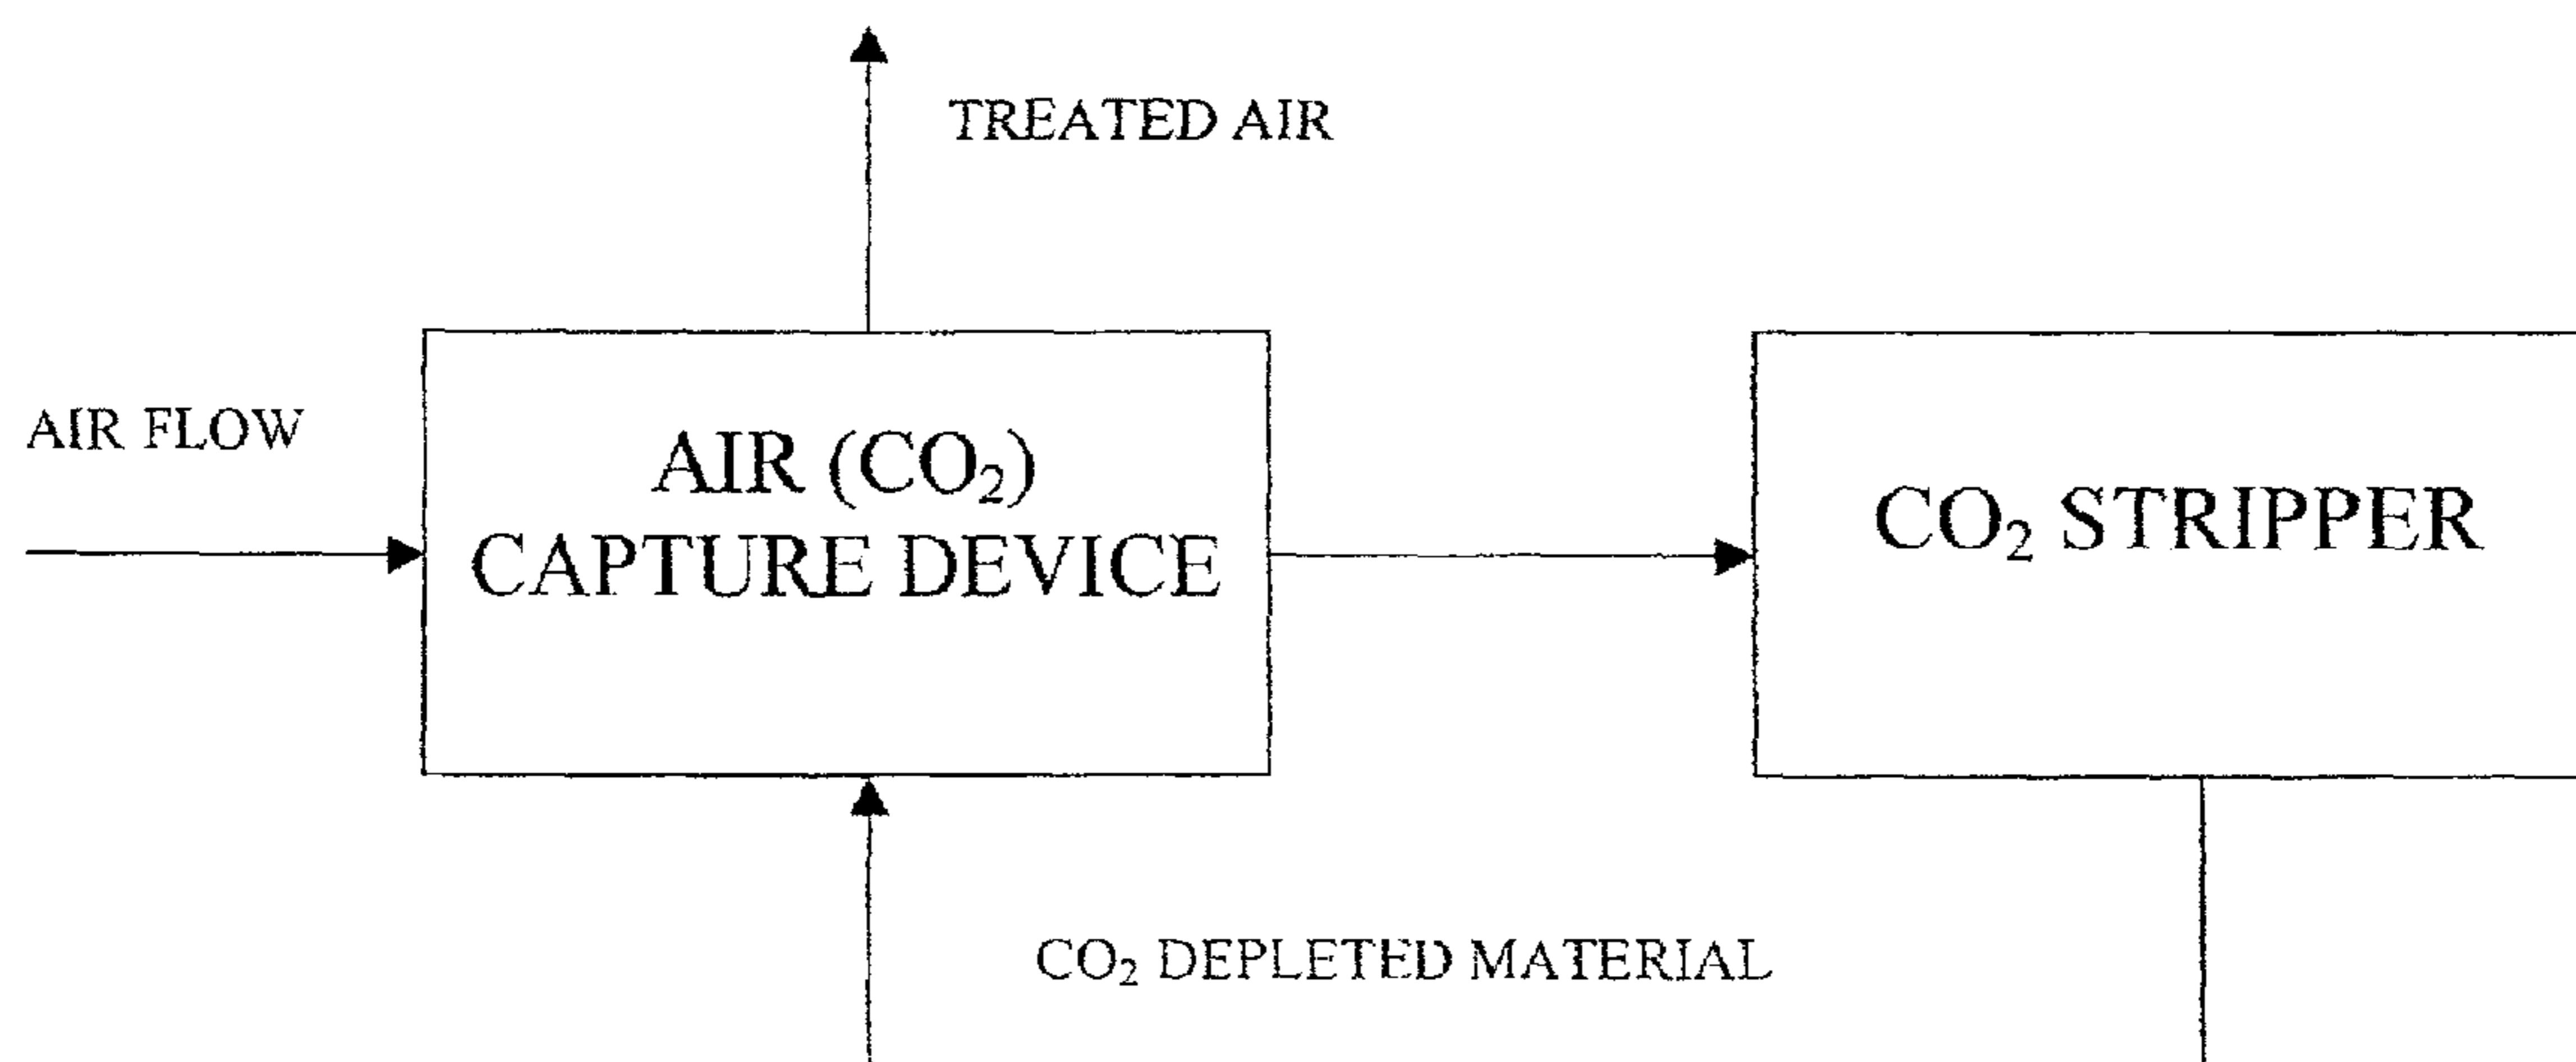 TREATED AIR
AIR FLOW
AIR (CO₂)
CAPTURE DEVICE
CO₂ STRIPPER
CO₂ DEPLETED MATERIAL